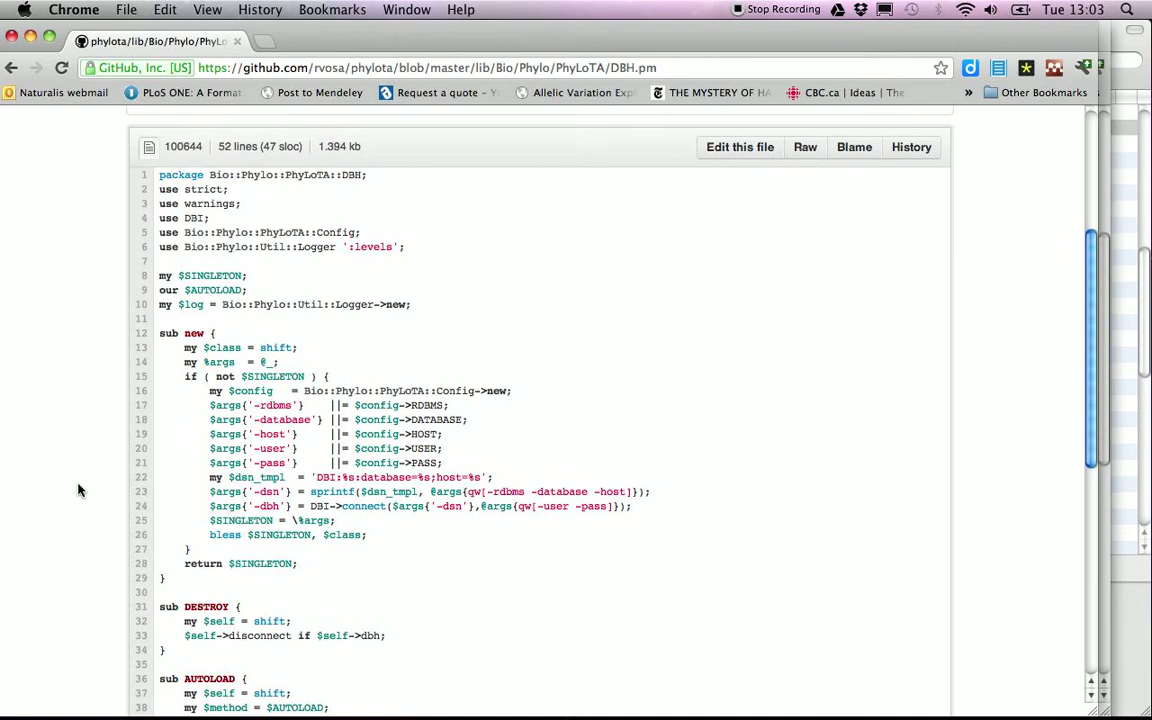 Chrome File Edit View History Bookmarks Window Help Stop Recording Tue 13:03
phylota/lib/Bio/Phylo/PhyLo
GitHub, Inc. [US] https://github.com/rvosa/phylota/blob/master/lib/Bio/Phylo/PhyLoTA/DBH.pm
Naturalis webmail PLoS ONE: A Format Post to Mendeley Request a quote – Yo Allelic Variation Exp THE MYSTERY OF HA CBC.ca | Ideas | The » Other Bookmarks
100644 52 lines (47 sloc) 1.394 kb Edit this file Raw Blame History
1 package Bio::Phylo::PhyLoTA::DBH;
2 use strict;
3 use warnings;
4 use DBI;
5 use Bio::Phylo::PhyLoTA::Config;
6 use Bio::Phylo::Util::Logger ':levels';
7
8 my $SINGLETON;
9 our $AUTOLOAD;
10 my $log = Bio::Phylo::Util::Logger->new;
11
12 sub new {
13 my $class = shift;
14 my %args = @_;
15 if ( not $SINGLETON ) {
16 my $config = Bio::Phylo::PhyLoTA::Config->new;
17 $args{'-rdbms'} ||= $config->RDBMS;
18 $args{'-database'} ||= $config->DATABASE;
19 $args{'-host'} ||= $config->HOST;
20 $args{'-user'} ||= $config->USER;
21 $args{'-pass'} ||= $config->PASS;
22 my $dsn_tmpl = 'DBI:%s:database=%s;host=%s';
23 $args{'-dsn'} = sprintf($dsn_tmpl, @args{qw[-rdbms -database -host]});
24 $args{'-dbh'} = DBI->connect($args{'-dsn'},@args{qw[-user -pass]});
25 $SINGLETON = \%args;
26 bless $SINGLETON, $class;
27 }
28 return $SINGLETON;
29 }
30
31 sub DESTROY {
32 my $self = shift;
33 $self->disconnect if $self->dbh;
34 }
35
36 sub AUTOLOAD {
37 my $self = shift;
38 my $method = $AUTOLOAD;